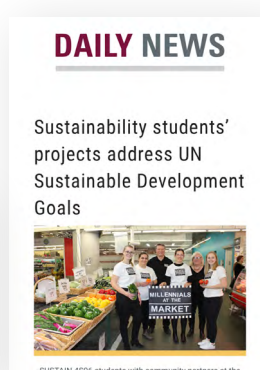 DAILY NEWS
Sustainability students'
projects address UN
Sustainable Development
Goals
MILLENNIALS
AT THE
MARKET